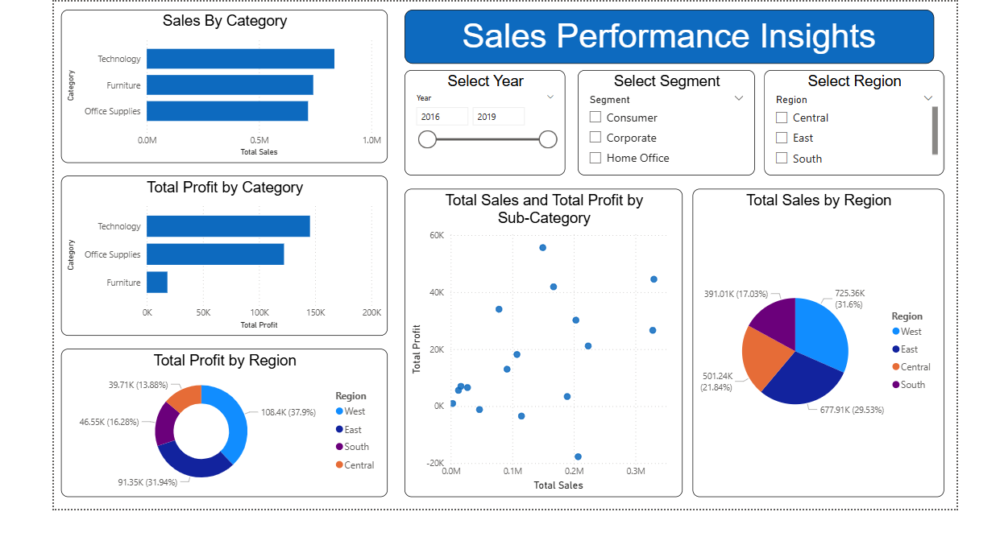 Sales By Category
Category
Technology
Furniture
Office Supplies
0.0M 0.5M 1.0M
Total Sales
Total Profit by Category
Category
Technology
Office Supplies
Furniture
0K 50K 100K 150K 200K
Total Profit
Total Profit by Region
39.71K (13.88%)
46.55K (16.28%)
108.4K (37.9%)
91.35K (31.94%)
Region
West
East
South
Central
Sales Performance Insights
Select Year
Year
2016 2019
Select Segment
Segment
Consumer
Corporate
Home Office
Select Region
Region
Central
East
South
Total Sales and Total Profit by
Sub-Category
Total Profit
60K
40K
20K
0K
-20K
0.0M 0.1M 0.2M 0.3M
Total Sales
Total Sales by Region
391.01K (17.03%)
725.36K
(31.6%)
501.24K
(21.84%)
677.91K (29.53%)
Region
West
East
Central
South